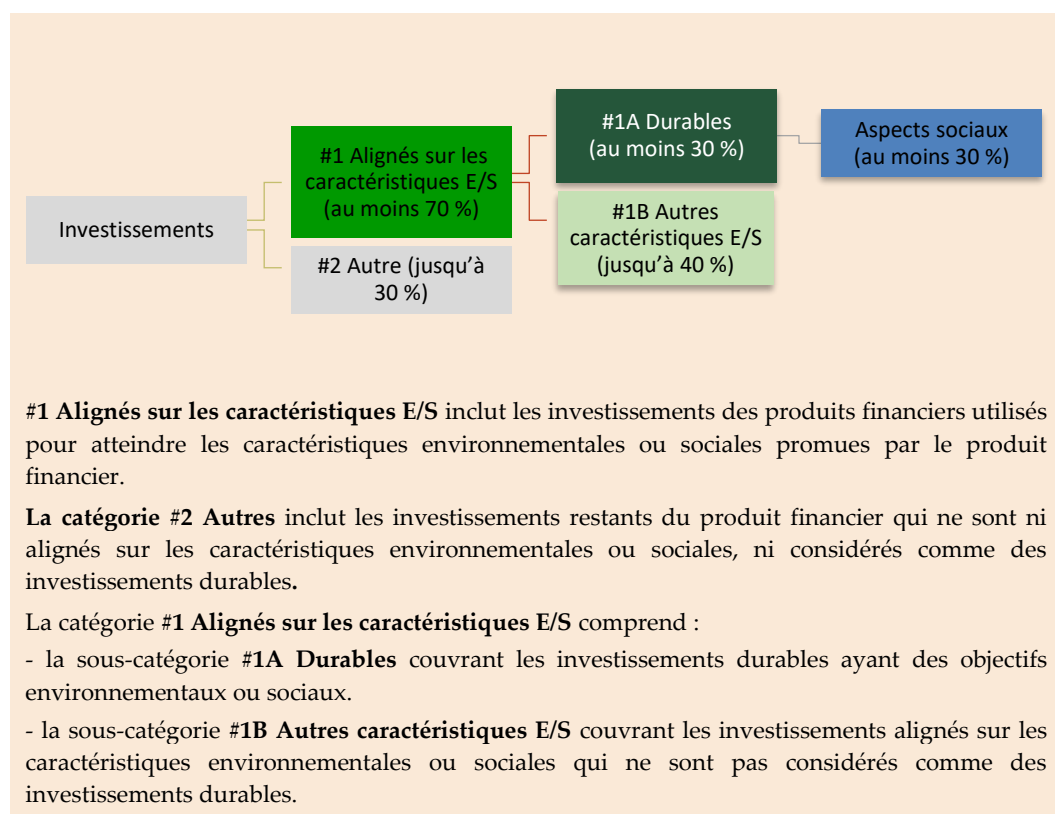 Investissements
#1 Alignés sur les
caractéristiques E/S
(au moins 70 %)
#2 Autre (jusqu’à
30 %)
#1A Durables
(au moins 30 %)
#1B Autres
caractéristiques E/S
(jusqu’à 40 %)
Aspects sociaux
(au moins 30 %)
#1 Alignés sur les caractéristiques E/S inclut les investissements des produits financiers utilisés
pour atteindre les caractéristiques environnementales ou sociales promues par le produit
financier.
La catégorie #2 Autres inclut les investissements restants du produit financier qui ne sont ni
alignés sur les caractéristiques environnementales ou sociales, ni considérés comme des
investissements durables.
La catégorie #1 Alignés sur les caractéristiques E/S comprend :
- la sous-catégorie #1A Durables couvrant les investissements durables ayant des objectifs
environnementaux ou sociaux.
- la sous-catégorie #1B Autres caractéristiques E/S couvrant les investissements alignés sur les
caractéristiques environnementales ou sociales qui ne sont pas considérés comme des
investissements durables.